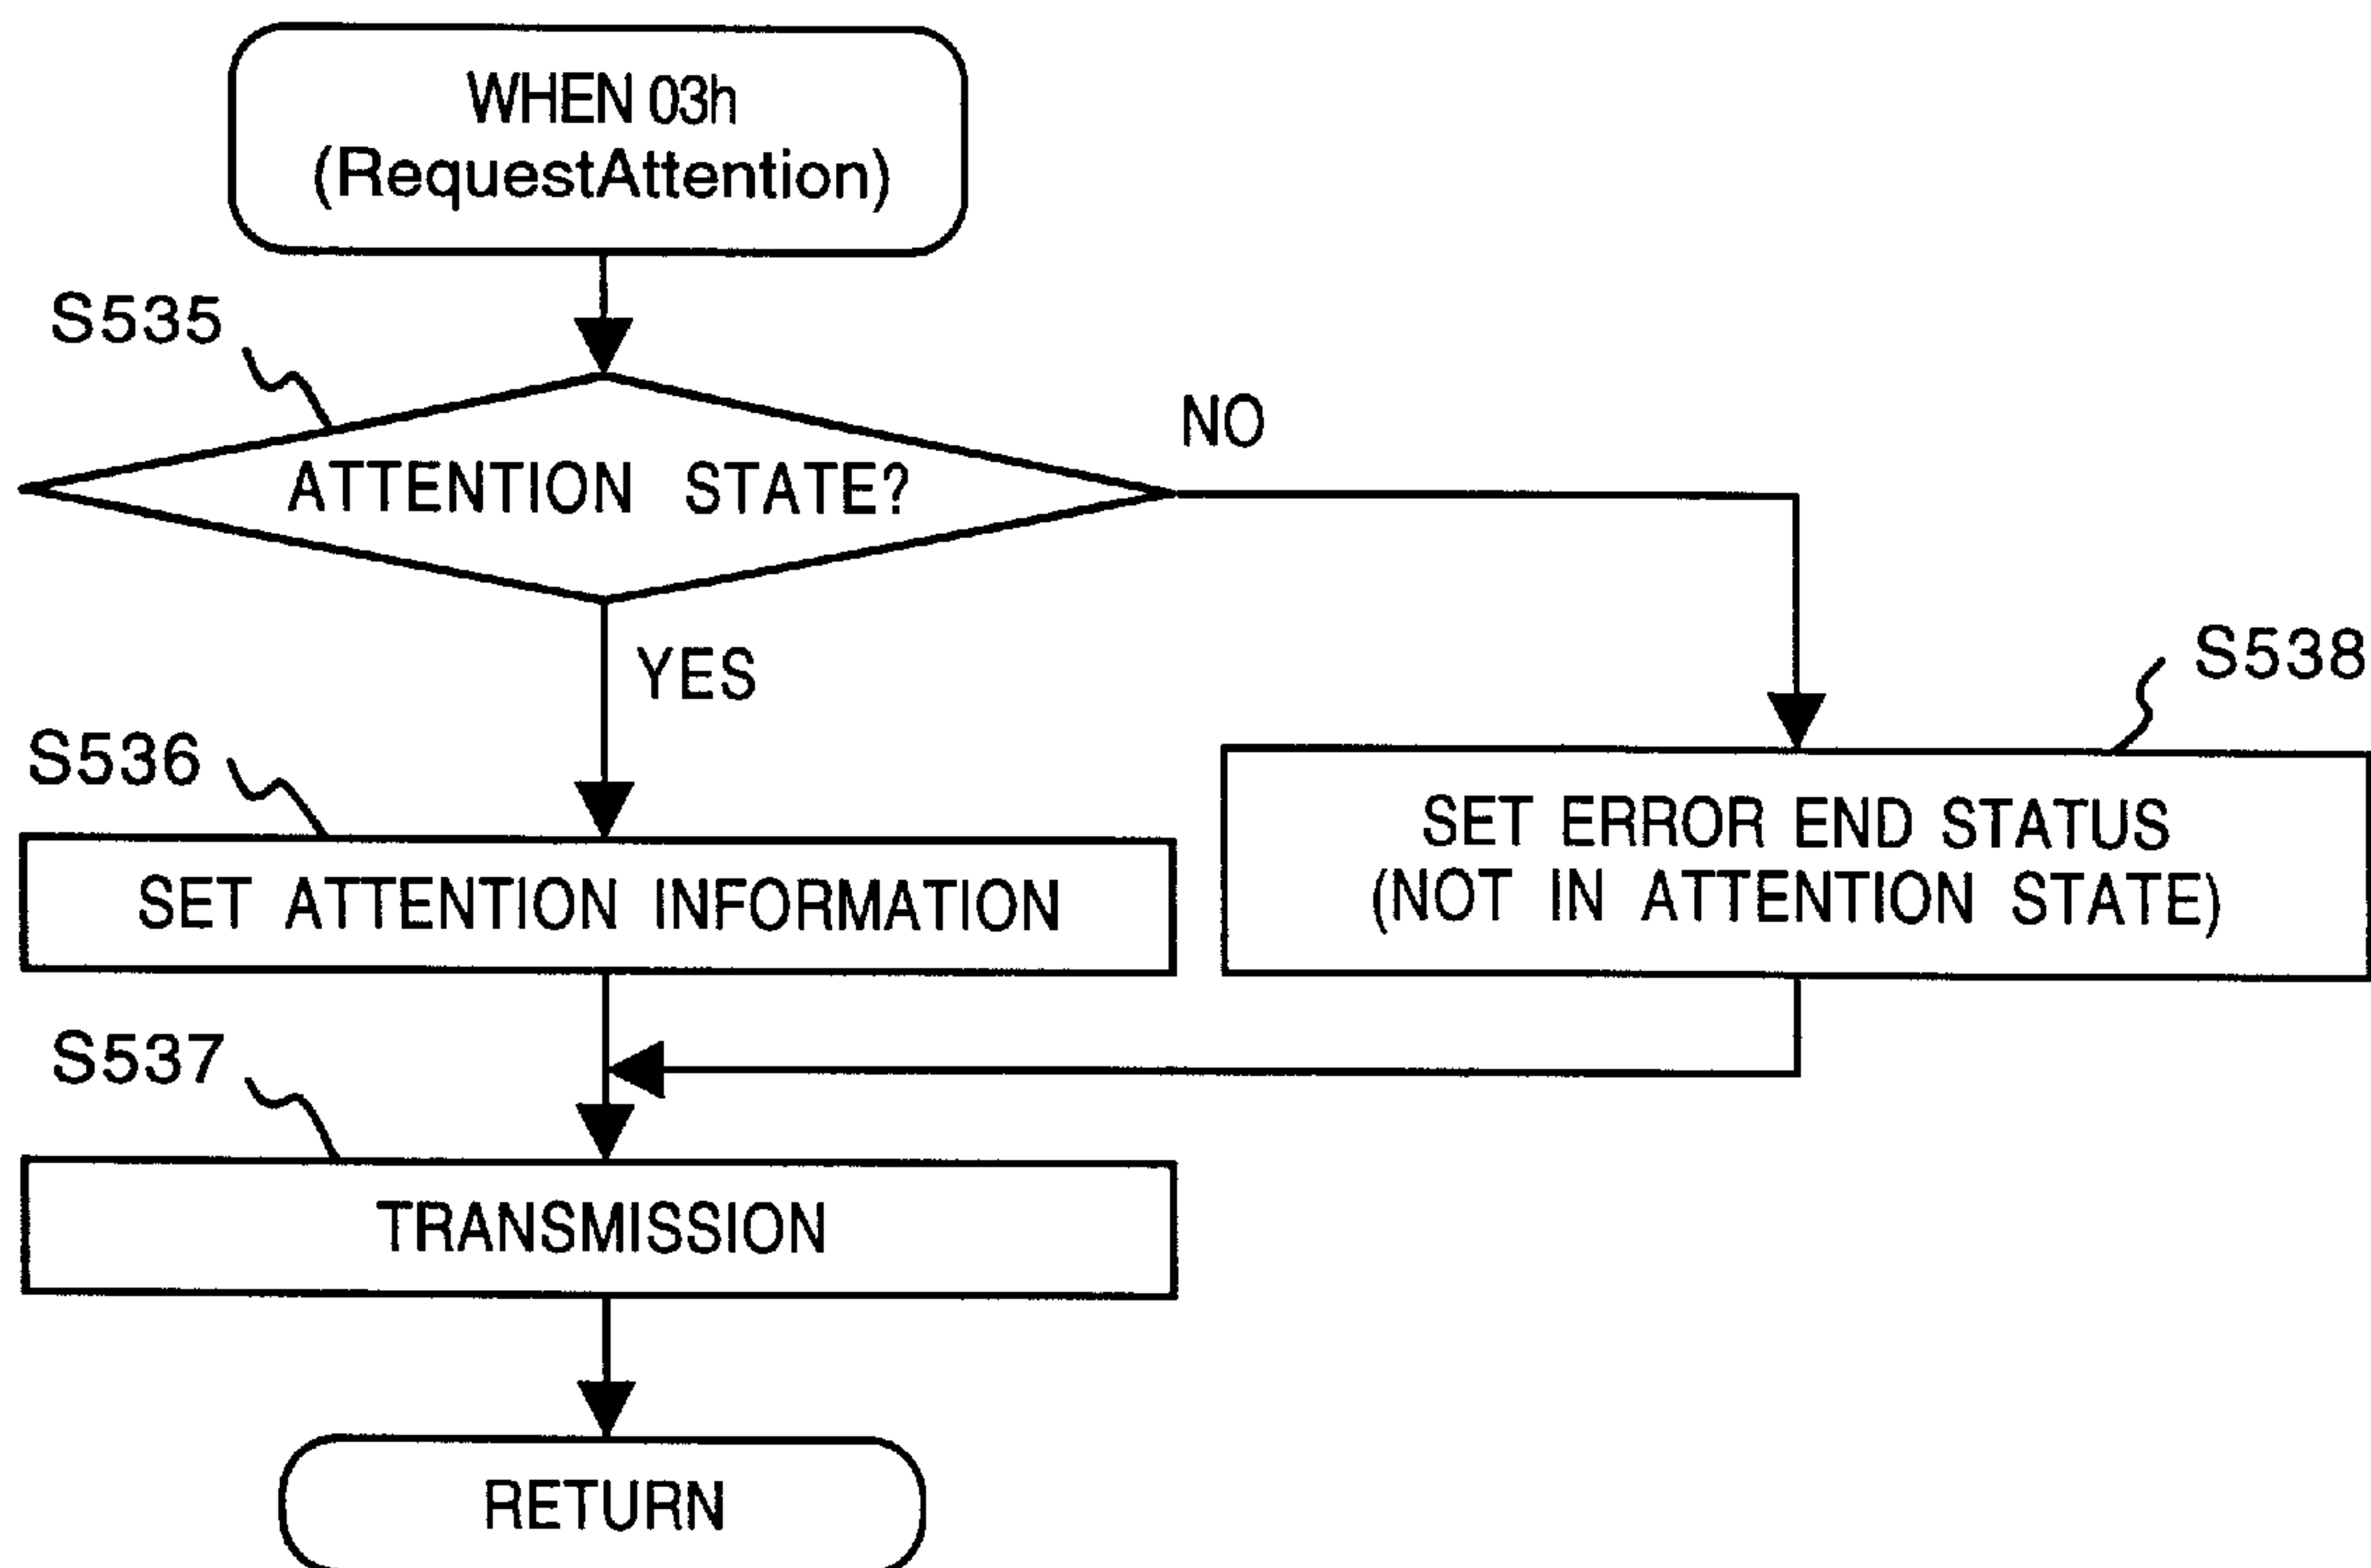 WHEN 03h
(RequestAttention)
S535
NO
ATTENTION STATE?
YES
S538
S536
SET ERROR END STATUS
(NOT IN ATTENTION STATE)
SET ATTENTION INFORMATION
S537
TRANSMISSION
RETURN